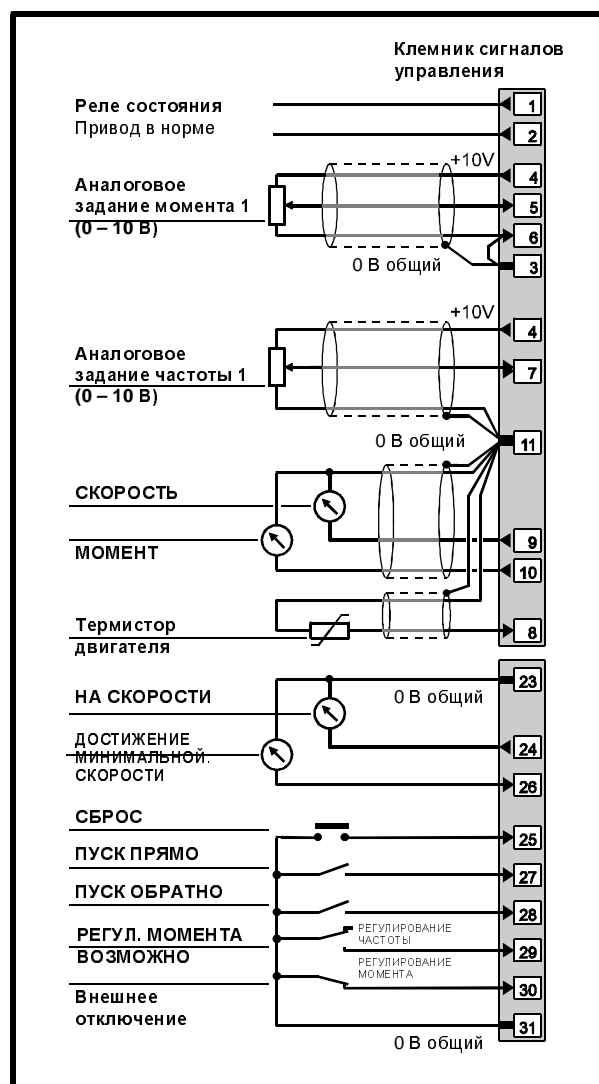 Клемник сигналов
управления
Реле состояния
Привод в норме
1
2
+10V
Аналоговое
задание момента 1
(0 – 10 В)
4
5
6
3
0 В общий
+10V
Аналоговое
задание частоты 1
(0 – 10 В)
4
7
0 В общий
11
СКОРОСТЬ
МОМЕНТ
9
10
Термистор
двигателя
8
НА СКОРОСТИ
0 В общий
23
ДОСТИЖЕНИЕ
МИНИМАЛЬНОЙ.
СКОРОСТИ
24
26
СБРОС
25
ПУСК ПРЯМО
27
ПУСК ОБРАТНО
28
РЕГУЛ. МОМЕНТА
ВОЗМОЖНО
РЕГУЛИРОВАНИЕ
ЧАСТОТЫ
29
РЕГУЛИРОВАНИЕ
МОМЕНТА
30
Внешнее
отключение
31
0 В общий